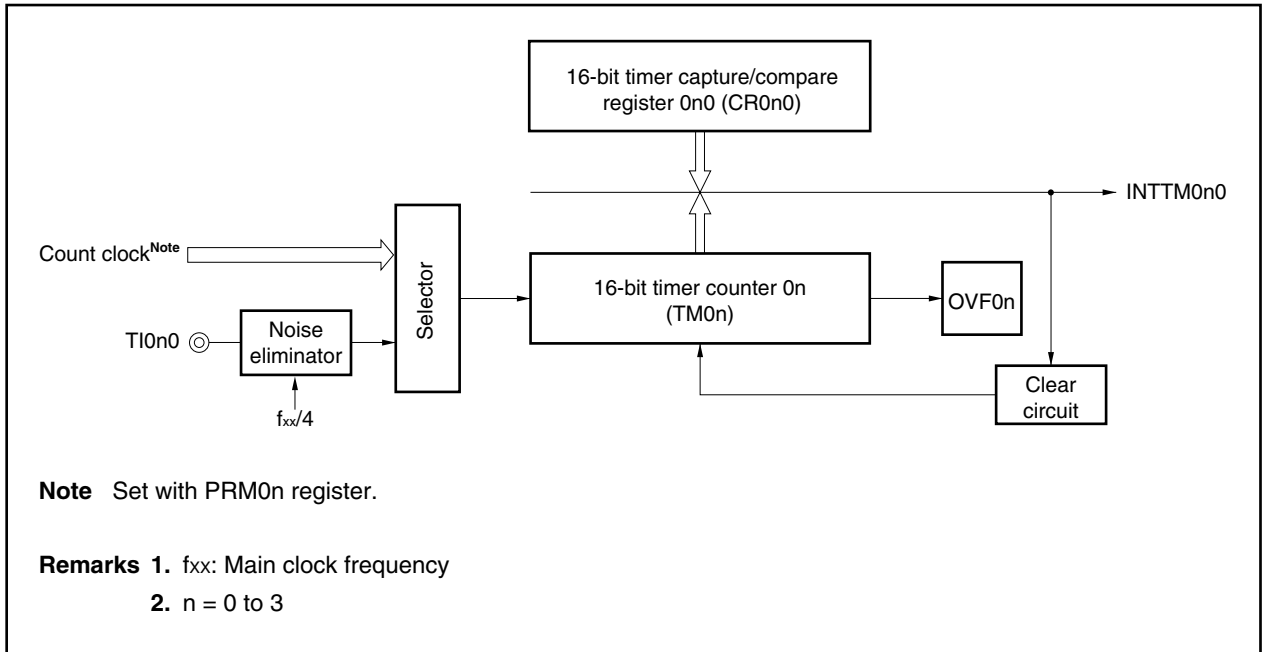 16-bit timer capture/compare
register 0n0 (CR0n0)
INTTM0n0
Count clockNote
Selector
16-bit timer counter 0n
(TM0n)
OVF0n
TI0n0
Noise
eliminator
fxx/4
Clear
circuit
Note Set with PRM0n register.
Remarks 1. fxx: Main clock frequency
2. n = 0 to 3